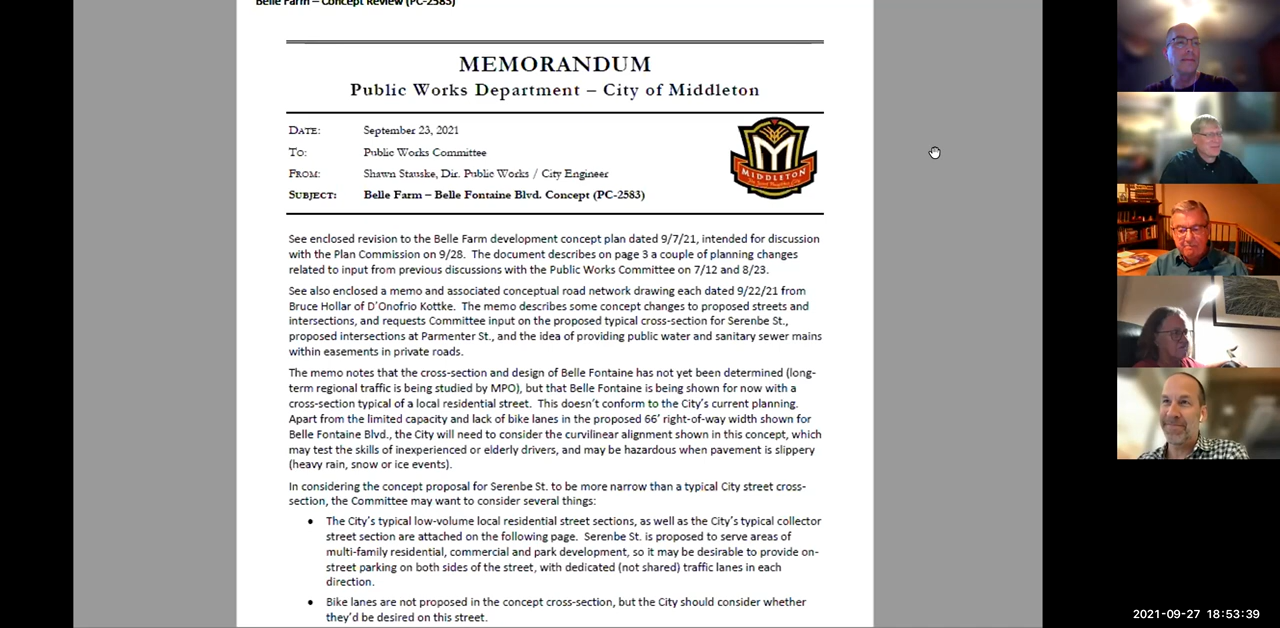 Belle Farm – Concept Review (PC-2583)
MEMORANDUM
Public Works Department – City of Middleton
DATE: September 23, 2021
TO: Public Works Committee
FROM: Shawn Stauske, Dir. Public Works / City Engineer
SUBJECT: Belle Farm – Belle Fontaine Blvd. Concept (PC-2583)
MIDDLETON
See enclosed revision to the Belle Farm development concept plan dated 9/7/21, intended for discussion
with the Plan Commission on 9/28. The document describes on page 3 a couple of planning changes
related to input from previous discussions with the Public Works Committee on 7/12 and 8/23.
See also enclosed a memo and associated conceptual road network drawing each dated 9/22/21 from
Bruce Hollar of D'Onofrio Kottke. The memo describes some concept changes to proposed streets and
intersections, and requests Committee input on the proposed typical cross-section for Serenbe St.,
proposed intersections at Parmenter St., and the idea of providing public water and sanitary sewer mains
within easements in private roads.
The memo notes that the cross-section and design of Belle Fontaine has not yet been determined (long-
term regional traffic is being studied by MPO), but that Belle Fontaine is being shown for now with a
cross-section typical of a local residential street. This doesn't conform to the City's current planning.
Apart from the limited capacity and lack of bike lanes in the proposed 66' right-of-way width shown for
Belle Fontaine Blvd., the City will need to consider the curvilinear alignment shown in this concept, which
may test the skills of inexperienced or elderly drivers, and may be hazardous when pavement is slippery
(heavy rain, snow or ice events).
In considering the concept proposal for Serenbe St. to be more narrow than a typical City street cross-
section, the Committee may want to consider several things:
• The City's typical low-volume local residential street sections, as well as the City's typical collector
street section are attached on the following page. Serenbe St. is proposed to serve areas of
multi-family residential, commercial and park development, so it may be desirable to provide on-
street parking on both sides of the street, with dedicated (not shared) traffic lanes in each
direction.
• Bike lanes are not proposed in the concept cross-section, but the City should consider whether
they'd be desired on this street.
2021-09-27 18:53:39